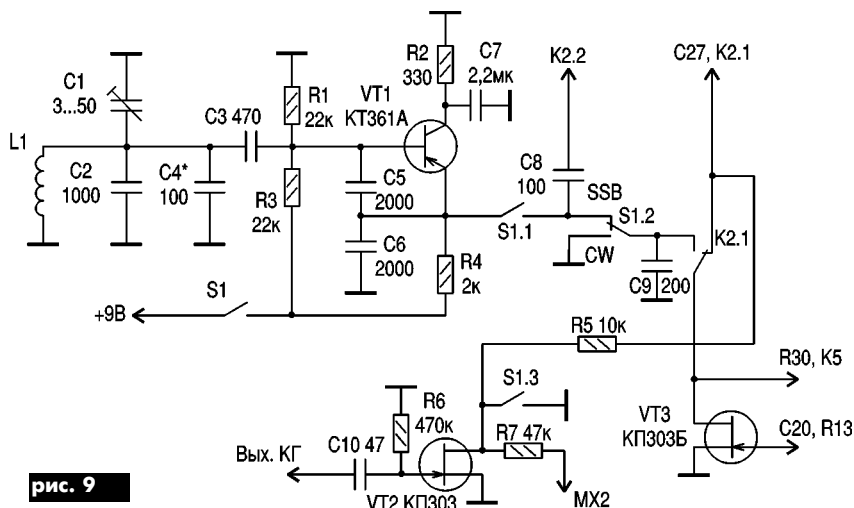 C1
3...50
L1
C2
1000
C4*
100
C3 470
R1
22к
R3
22к
VT1
КТ361А
R2
330
C7
2,2мк
C5
2000
C6
2000
R4
2к
S1
+9В
S1.1
K2.2
C8
100
SSB
S1.2
CW
C9 200
C27, K2.1
K2.1
R5 10к
R30, K5
S1.3
VT3
КП303Б
C20, R13
R6
470к
R7 47к
C10 47
Вых. КГ
VT2 КП303
MX2
рис. 9